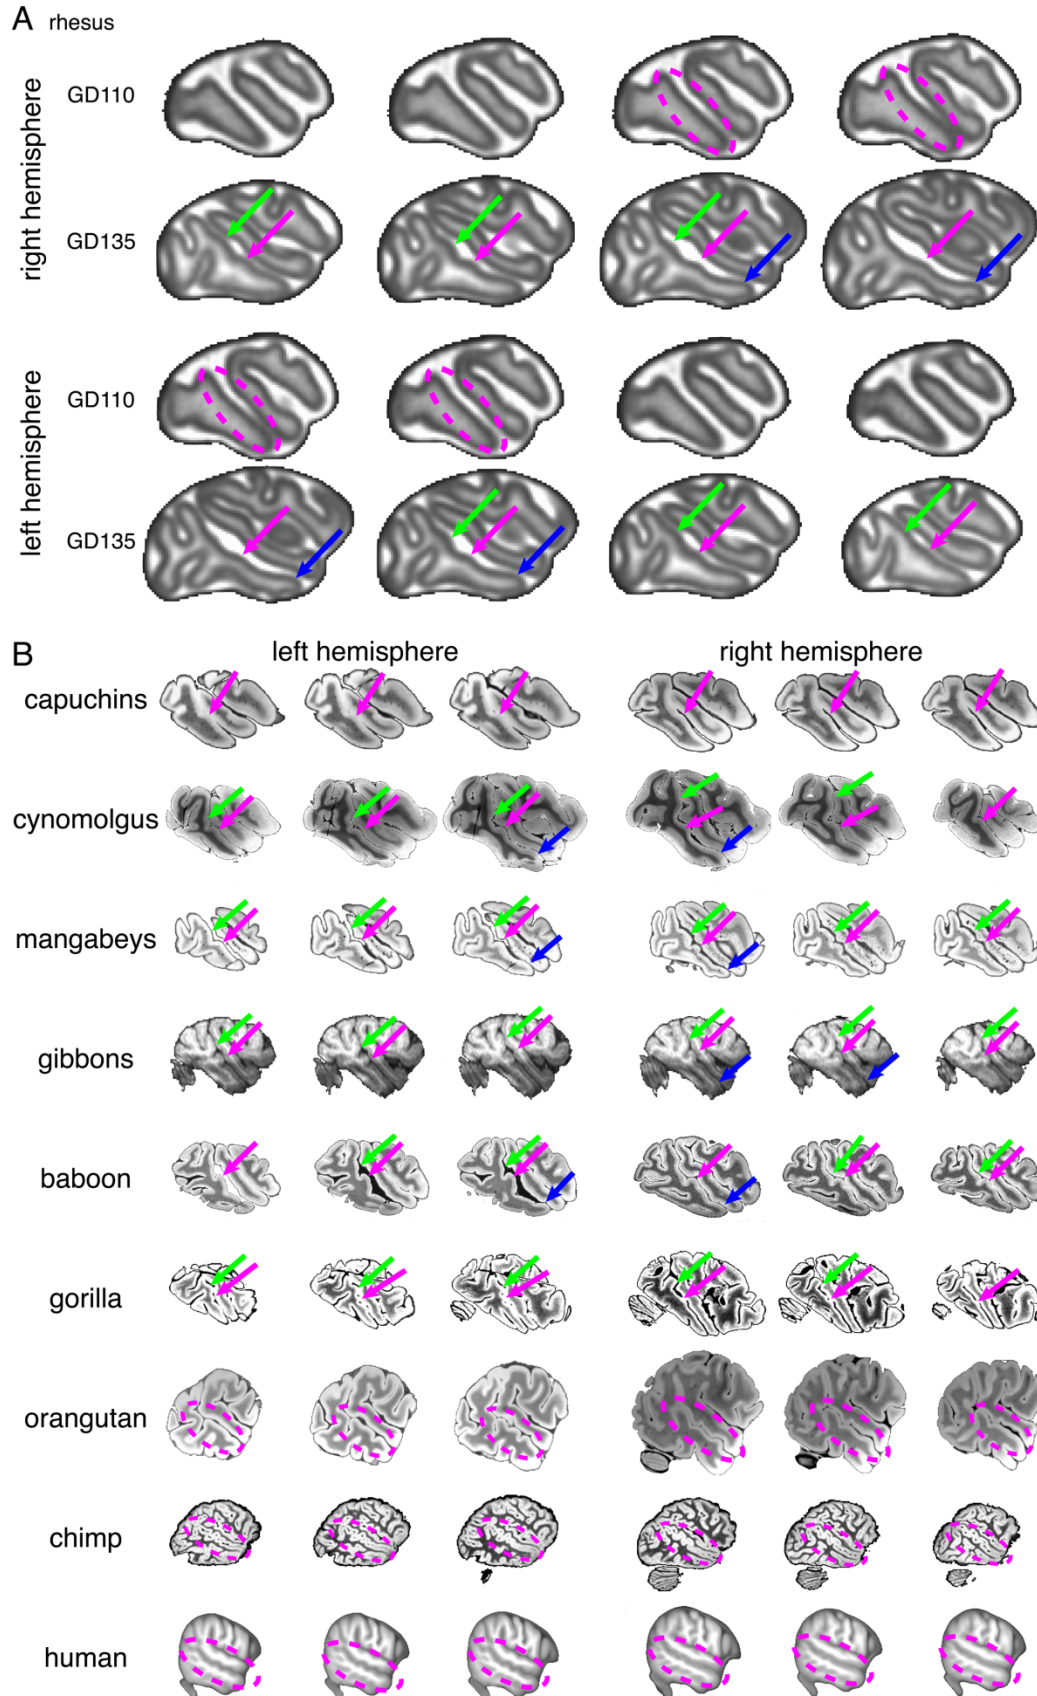 A rhesus
right hemisphere
GD110
GD135
left hemisphere
GD110
GD135
B
left hemisphere
right hemisphere
capuchins
cynomolgus
mangabeys
gibbons
baboon
gorilla
orangutan
chimp
human